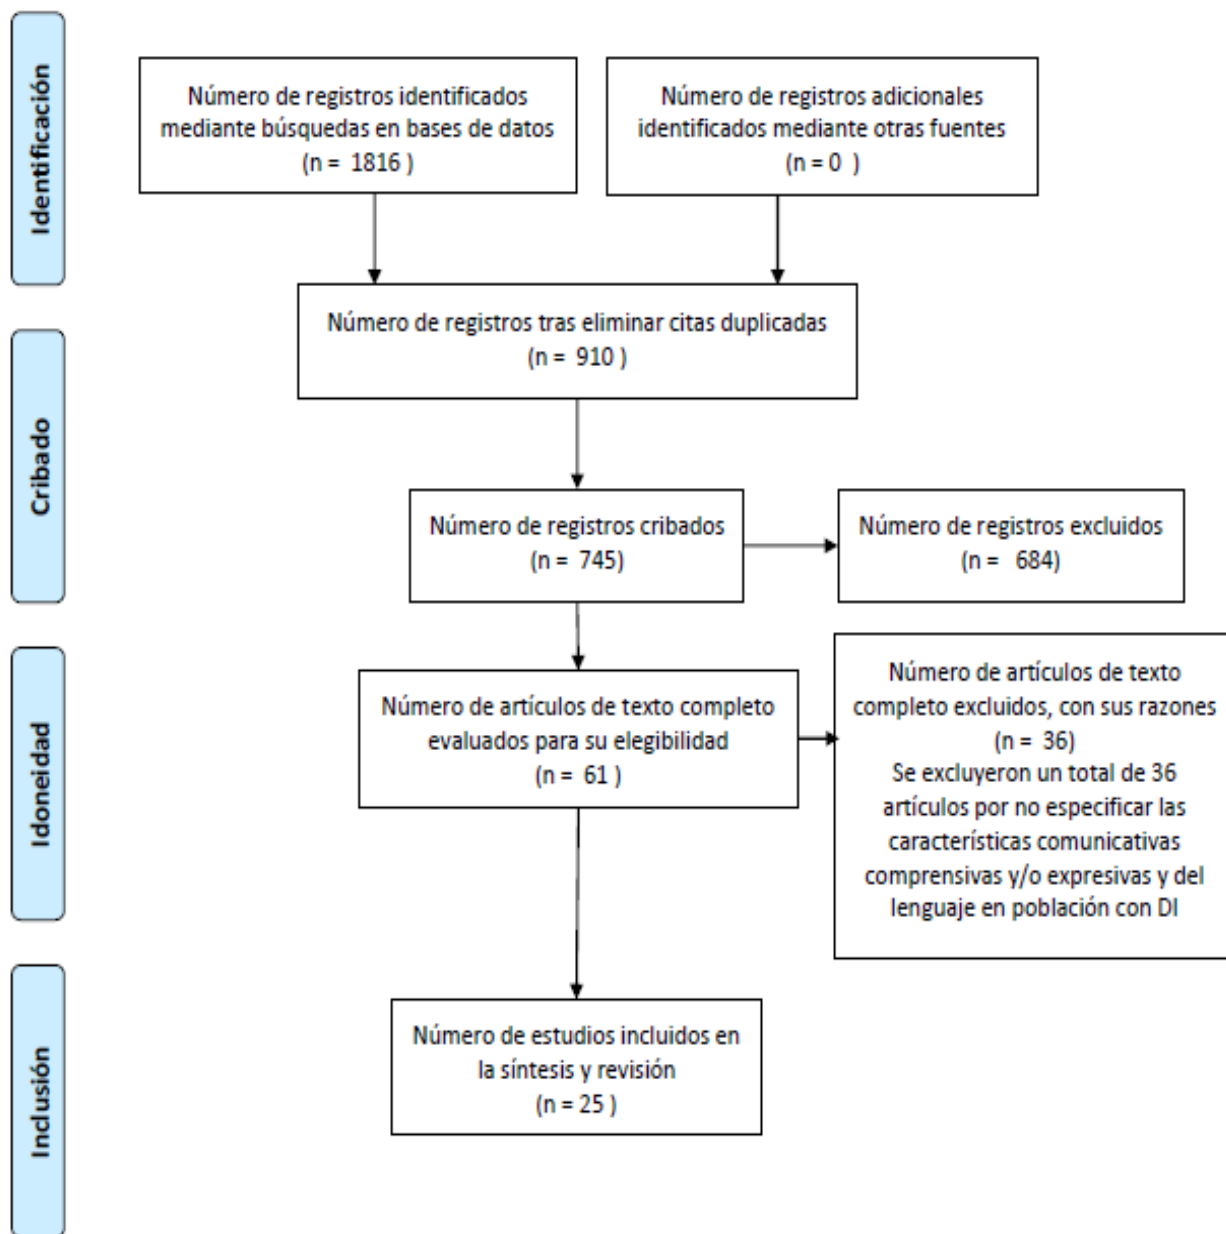 Identificación
Número de registros identificados
mediante búsquedas en bases de datos
(n =  1816 )
Número de registros adicionales
identificados mediante otras fuentes
(n = 0  )
Número de registros tras eliminar citas duplicadas
(n =  910 )
Cribado
Número de registros cribados
(n =  745)
Número de registros excluidos
(n =   684)
Idoneidad
Número de artículos de texto completo
evaluados para su elegibilidad
(n =  61 )
Número de artículos de texto
completo excluidos, con sus razones
(n =  36)
Se excluyeron un total de 36
artículos por no especificar las
características comunicativas
comprensivas y/o expresivas y del
lenguaje en población con DI
Inclusión
Número de estudios incluidos en
la síntesis y revisión
(n = 25 )